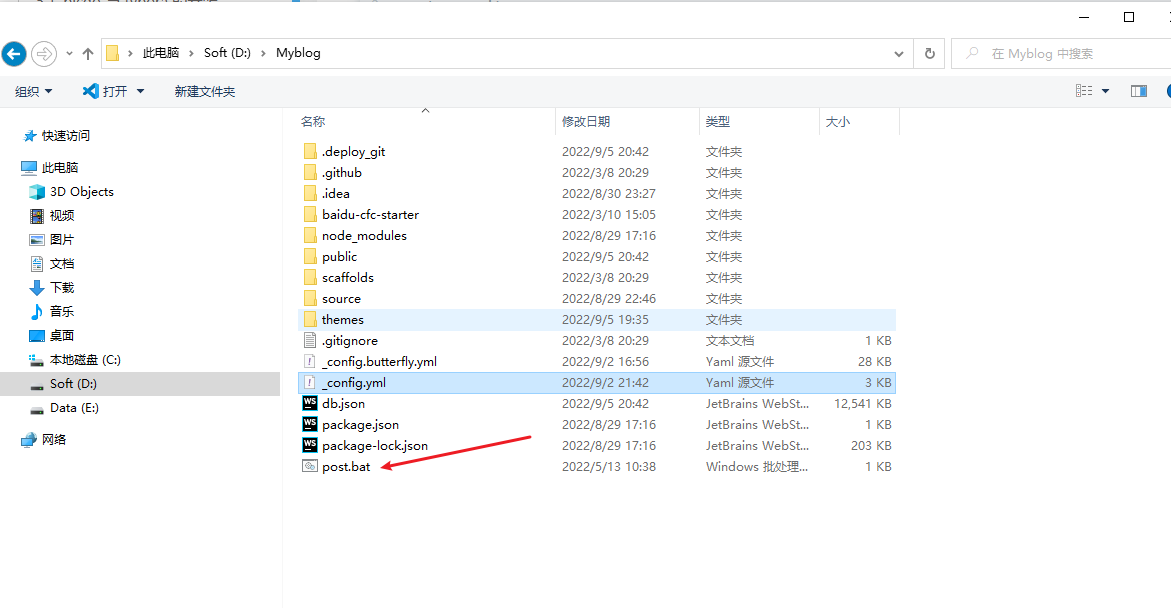 此电脑 Soft (D:) Myblog 在 Myblog 中搜索
组织 打开 新建文件夹
快速访问
此电脑
3D Objects
视频
图片
文档
下载
音乐
桌面
本地磁盘 (C:)
Soft (D:)
Data (E:)
网络
名称 修改日期 类型 大小
.deploy_git 2022/9/5 20:42 文件夹
.github 2022/3/8 20:29 文件夹
.idea 2022/8/30 23:27 文件夹
baidu-cfc-starter 2022/3/10 15:05 文件夹
node_modules 2022/8/29 17:16 文件夹
public 2022/9/5 20:42 文件夹
scaffolds 2022/3/8 20:29 文件夹
source 2022/8/29 22:46 文件夹
themes 2022/9/5 19:35 文件夹
.gitignore 2022/3/8 20:29 文本文档 1 KB
_config.butterfly.yml 2022/9/2 16:56 Yaml 源文件 28 KB
_config.yml 2022/9/2 21:42 Yaml 源文件 3 KB
WS db.json 2022/9/5 20:42 JetBrains WebSt... 12,541 KB
WS package.json 2022/8/29 17:16 JetBrains WebSt... 1 KB
WS package-lock.json 2022/8/29 17:16 JetBrains WebSt... 203 KB
post.bat 2022/5/13 10:38 Windows 批处理... 1 KB